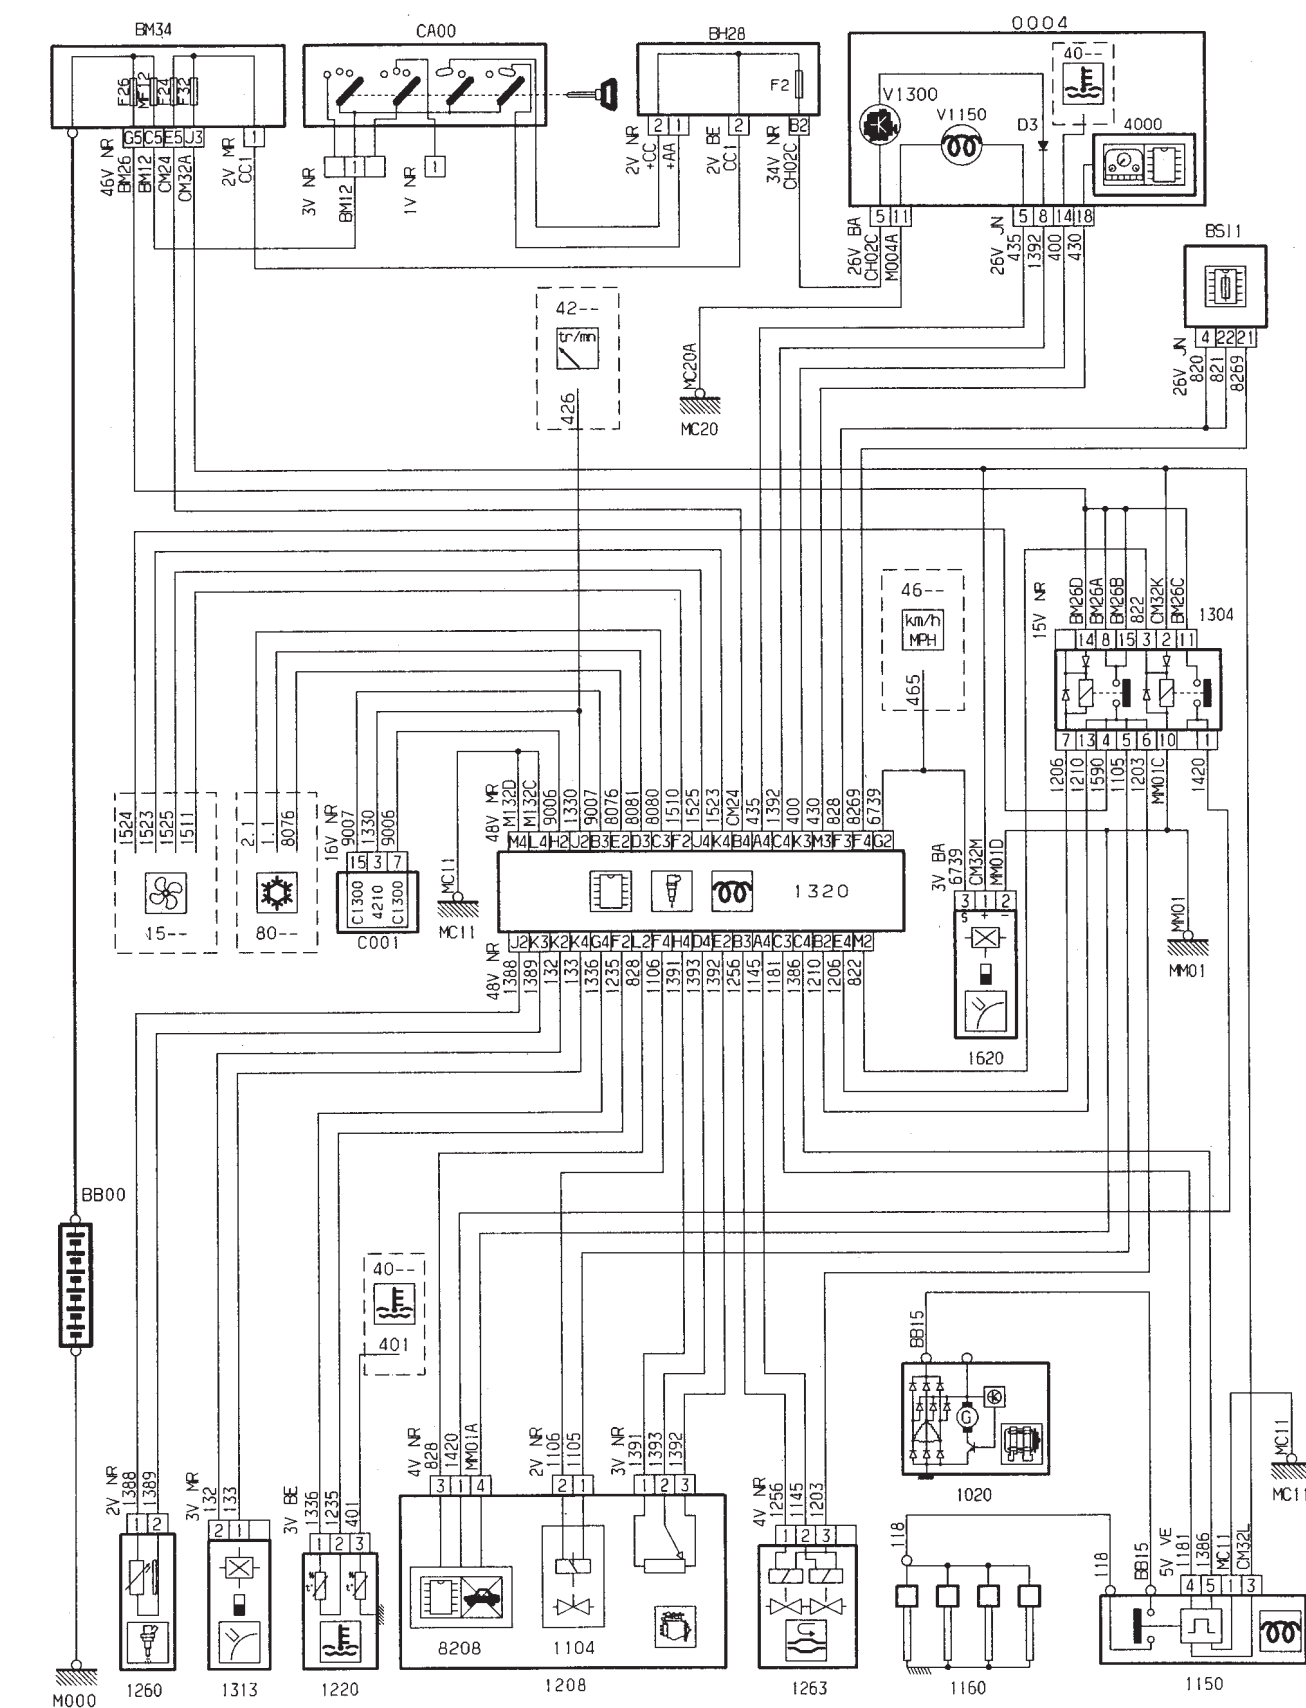 BM34
CA00
BH28
0004
F26
MF12
F24
F32
F2
40--
V1300
V1150
D3
4000
G5 C5 E5 J3 1
46V NR
BM26
BM12
CM24
CM32A
2V MR
CC1
1
3V NR
BM12
1V NR
1
2 1
2V NR
+CC
+AA
2
2V BE
CC1
B2
34V NR
CH02C
5 11
26V BA
CH02C
M004A
5 8 14 18
26V JN
435
1392
400
430
BSI1
4 22 21
26V JN
820
821
8269
42--
tr/mn
426
MC20A
MC20
46--
km/h
MPH
465
15V NR
BM26D
BM26A
BM26B
822
CM32K
BM26C
1304
14 8 15 3 2 11
7 13 4 5 6 10 1
1206
1210
1590
1105
1203
MM01C
1420
1524
1523
1525
1511
15--
2.1
1.1
8076
80--
16V NR
9007
1330
9006
15 3 7
C1300
4210
C1300
C001
MC11
MC11
48V MR
M132D
M132C
9006
1330
9007
8076
8081
8080
1510
1525
1523
CM24
435
1392
400
430
828
8269
6739
M4 L4 H2 J2 B3 E2 D3 C3 F2 J4 K4 B4 A4 C4 K3 M3 F3 F4 G2
1320
J2 K3 K2 K4 G4 F2 L2 F4 H4 D4 E2 B3 A4 C3 C4 B2 E4 M2
48V NR
1388
1389
132
133
1336
1235
828
1106
1391
1393
1392
1256
1145
1181
1386
1210
1206
822
3V BA
6739
CM32M
MM01D
3 1 2
S + -
1620
MM01
MM01
BB00
40--
401
BB15
G
1020
MC11
MC11
2V NR
1388
1389
1 2
1260
3V MR
132
133
2 1
1313
3V BE
1336
1235
401
1 2 3
t°
t°
1220
4V NR
828
1420
MM01A
3 1 4
8208
2V NR
1106
1105
2 1
1104
3V NR
1391
1393
1392
1 2 3
1208
4V NR
1256
1145
1203
1 2 3
1263
118
1160
118
BB15
5V VE
1181
1386
MC11
CM32L
4 5 1 3
1150
M000